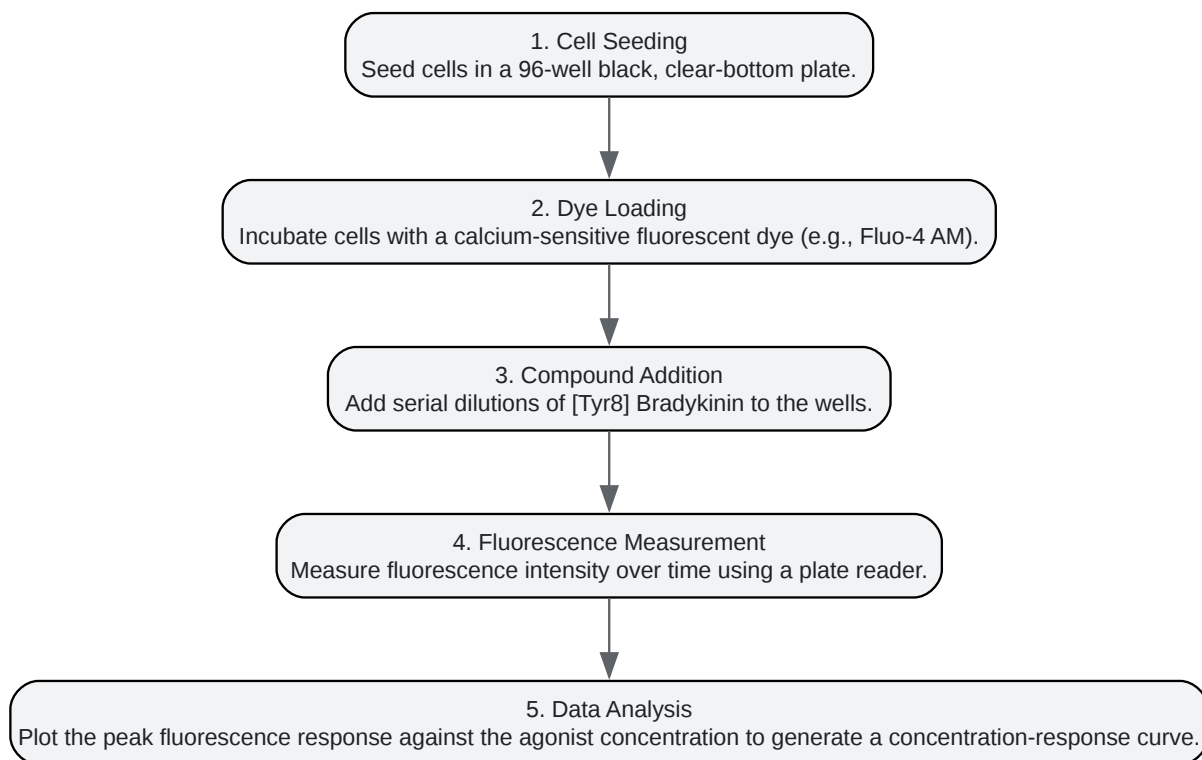 1. Cell Seeding
Seed cells in a 96-well black, clear-bottom plate.
2. Dye Loading
Incubate cells with a calcium-sensitive fluorescent dye (e.g., Fluo-4 AM).
3. Compound Addition
Add serial dilutions of [Tyr8] Bradykinin to the wells.
4. Fluorescence Measurement
Measure fluorescence intensity over time using a plate reader.
5. Data Analysis
Plot the peak fluorescence response against the agonist concentration to generate a concentration-response curve.